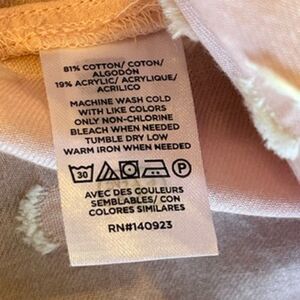 81% COTTON/ COTON/
ALGODÓN
19% ACRYLIC/ ACRYLIQUE/
ACRILICO
MACHINE WASH COLD
WITH LIKE COLORS
ONLY NON-CHLORINE
BLEACH WHEN NEEDED
TUMBLE DRY LOW
WARM IRON WHEN NEEDED
30 P
AVEC DES COULEURS
SEMBLABLES/ CON
COLORES SIMILARES
RN#140923